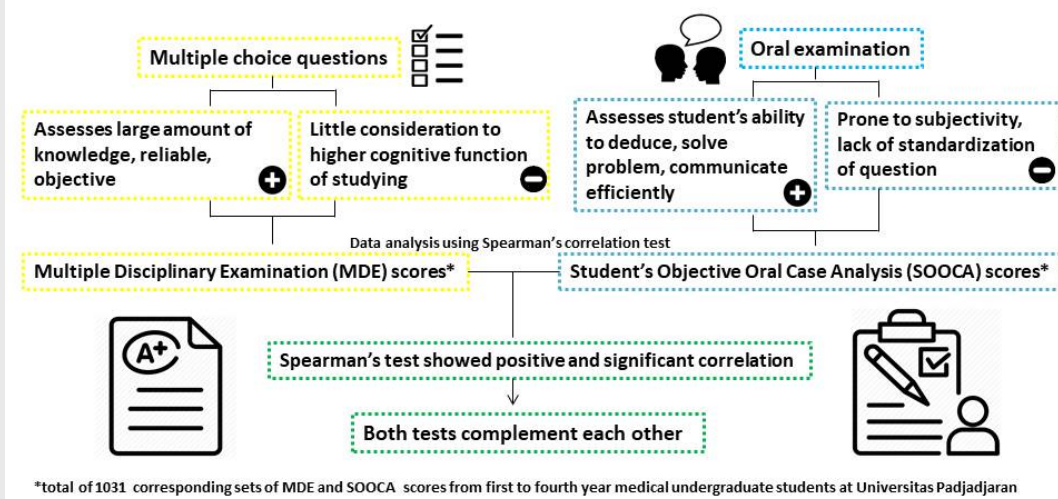 Multiple choice questions
Oral examination
Assesses large amount of
knowledge, reliable,
objective
Little consideration to
higher cognitive function
of studying
Assesses student's ability
to deduce, solve
problem, communicate
efficiently
Prone to subjectivity,
lack of standardization
of question
Data analysis using Spearman's correlation test
Multiple Disciplinary Examination (MDE) scores*
Student's Objective Oral Case Analysis (SOOCA) scores*
A+
Spearman's test showed positive and significant correlation
Both tests complement each other
*total of 1031 corresponding sets of MDE and SOOCA scores from first to fourth year medical undergraduate students at Universitas Padjadjaran